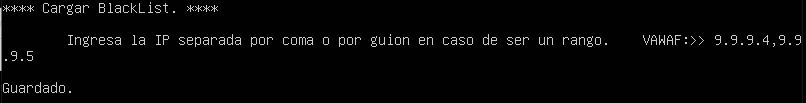 **** Cargar BlackList. ****
Ingresa la IP separada por coma o por guion en caso de ser un rango. VAWAF:>> 9.9.9.4,9.9
.9.5
Guardado.